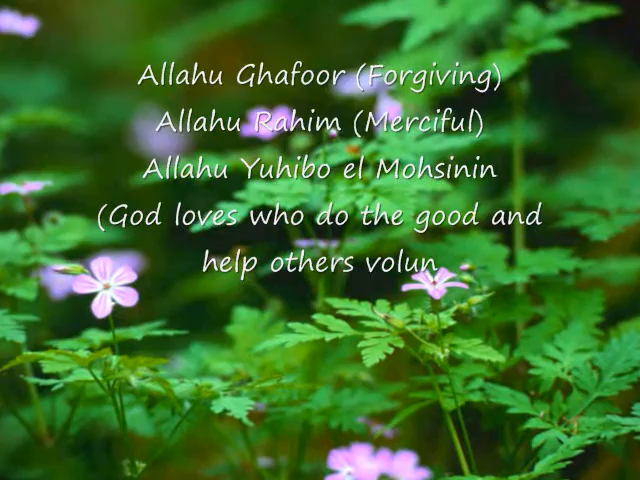 Allahu Ghafoor (Forgiving)
Allahu Rahim (Merciful)
Allahu Yuhibo el Mohsinin
(God loves who do the good and
help others volun